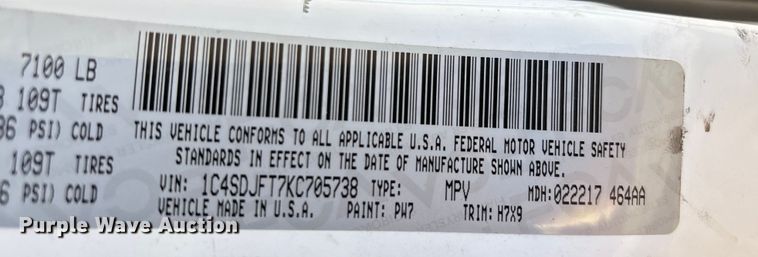 7100 LB
109T TIRES
PSI) COLD
THIS VEHICLE CONFORMS TO ALL APPLICABLE U.S.A. FEDERAL MOTOR VEHICLE SAFETY
STANDARDS IN EFFECT ON THE DATE OF MANUFACTURE SHOWN ABOVE.
109T TIRES
PSI) COLD
VIN: 1C4SDJFT7KC705738 TYPE: MPV MDH:022217 464AA
VEHICLE MADE IN U.S.A. PAINT: PW7 TRIM: H7X9
Purple Wave Auction